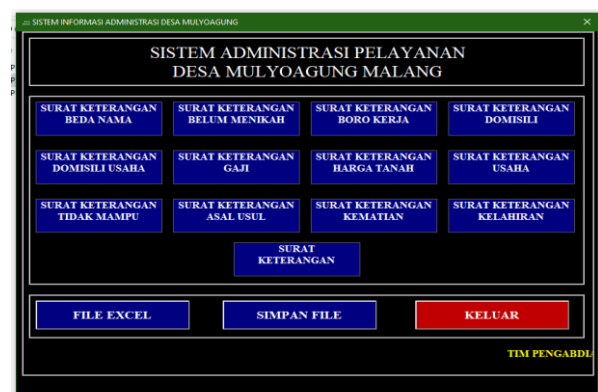 SISTEM INFORMASI ADMINISTRASI DESA MULYOAGUNG
SISTEM ADMINISTRASI PELAYANAN
DESA MULYOAGUNG MALANG
SURAT KETERANGAN
BEDA NAMA
SURAT KETERANGAN
BELUM MENIKAH
SURAT KETERANGAN
BORO KERJA
SURAT KETERANGAN
DOMISILI
SURAT KETERANGAN
DOMISILI USAHA
SURAT KETERANGAN
GAJI
SURAT KETERANGAN
HARGA TANAH
SURAT KETERANGAN
USAHA
SURAT KETERANGAN
TIDAK MAMPU
SURAT KETERANGAN
ASAL USUL
SURAT KETERANGAN
KEMATIAN
SURAT KETERANGAN
KELAHIRAN
SURAT
KETERANGAN
FILE EXCEL
SIMPAN FILE
KELUAR
TIM PENGABDI